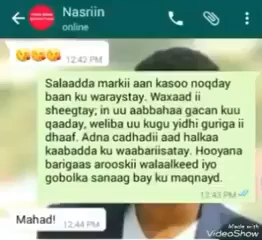 Nasriin
online
12:43 PM
Salaadda markii aan kasoo noqday
baan ku waraystay. Waxaad ii
sheegtay; in uu aabbahaa gacan kuu
qaaday, weliba uu kugu yidhi guriga ii
dhaaf. Adna cadhadii aad halkaa
kaabadda ku waabariisatay. Hooyana
barigaas arooskii walaalkeed iyo
gobolka sanaag bay ku maqnayd.
12:43 PM
Mahad!
12:44 PM
Made with
VideoShow